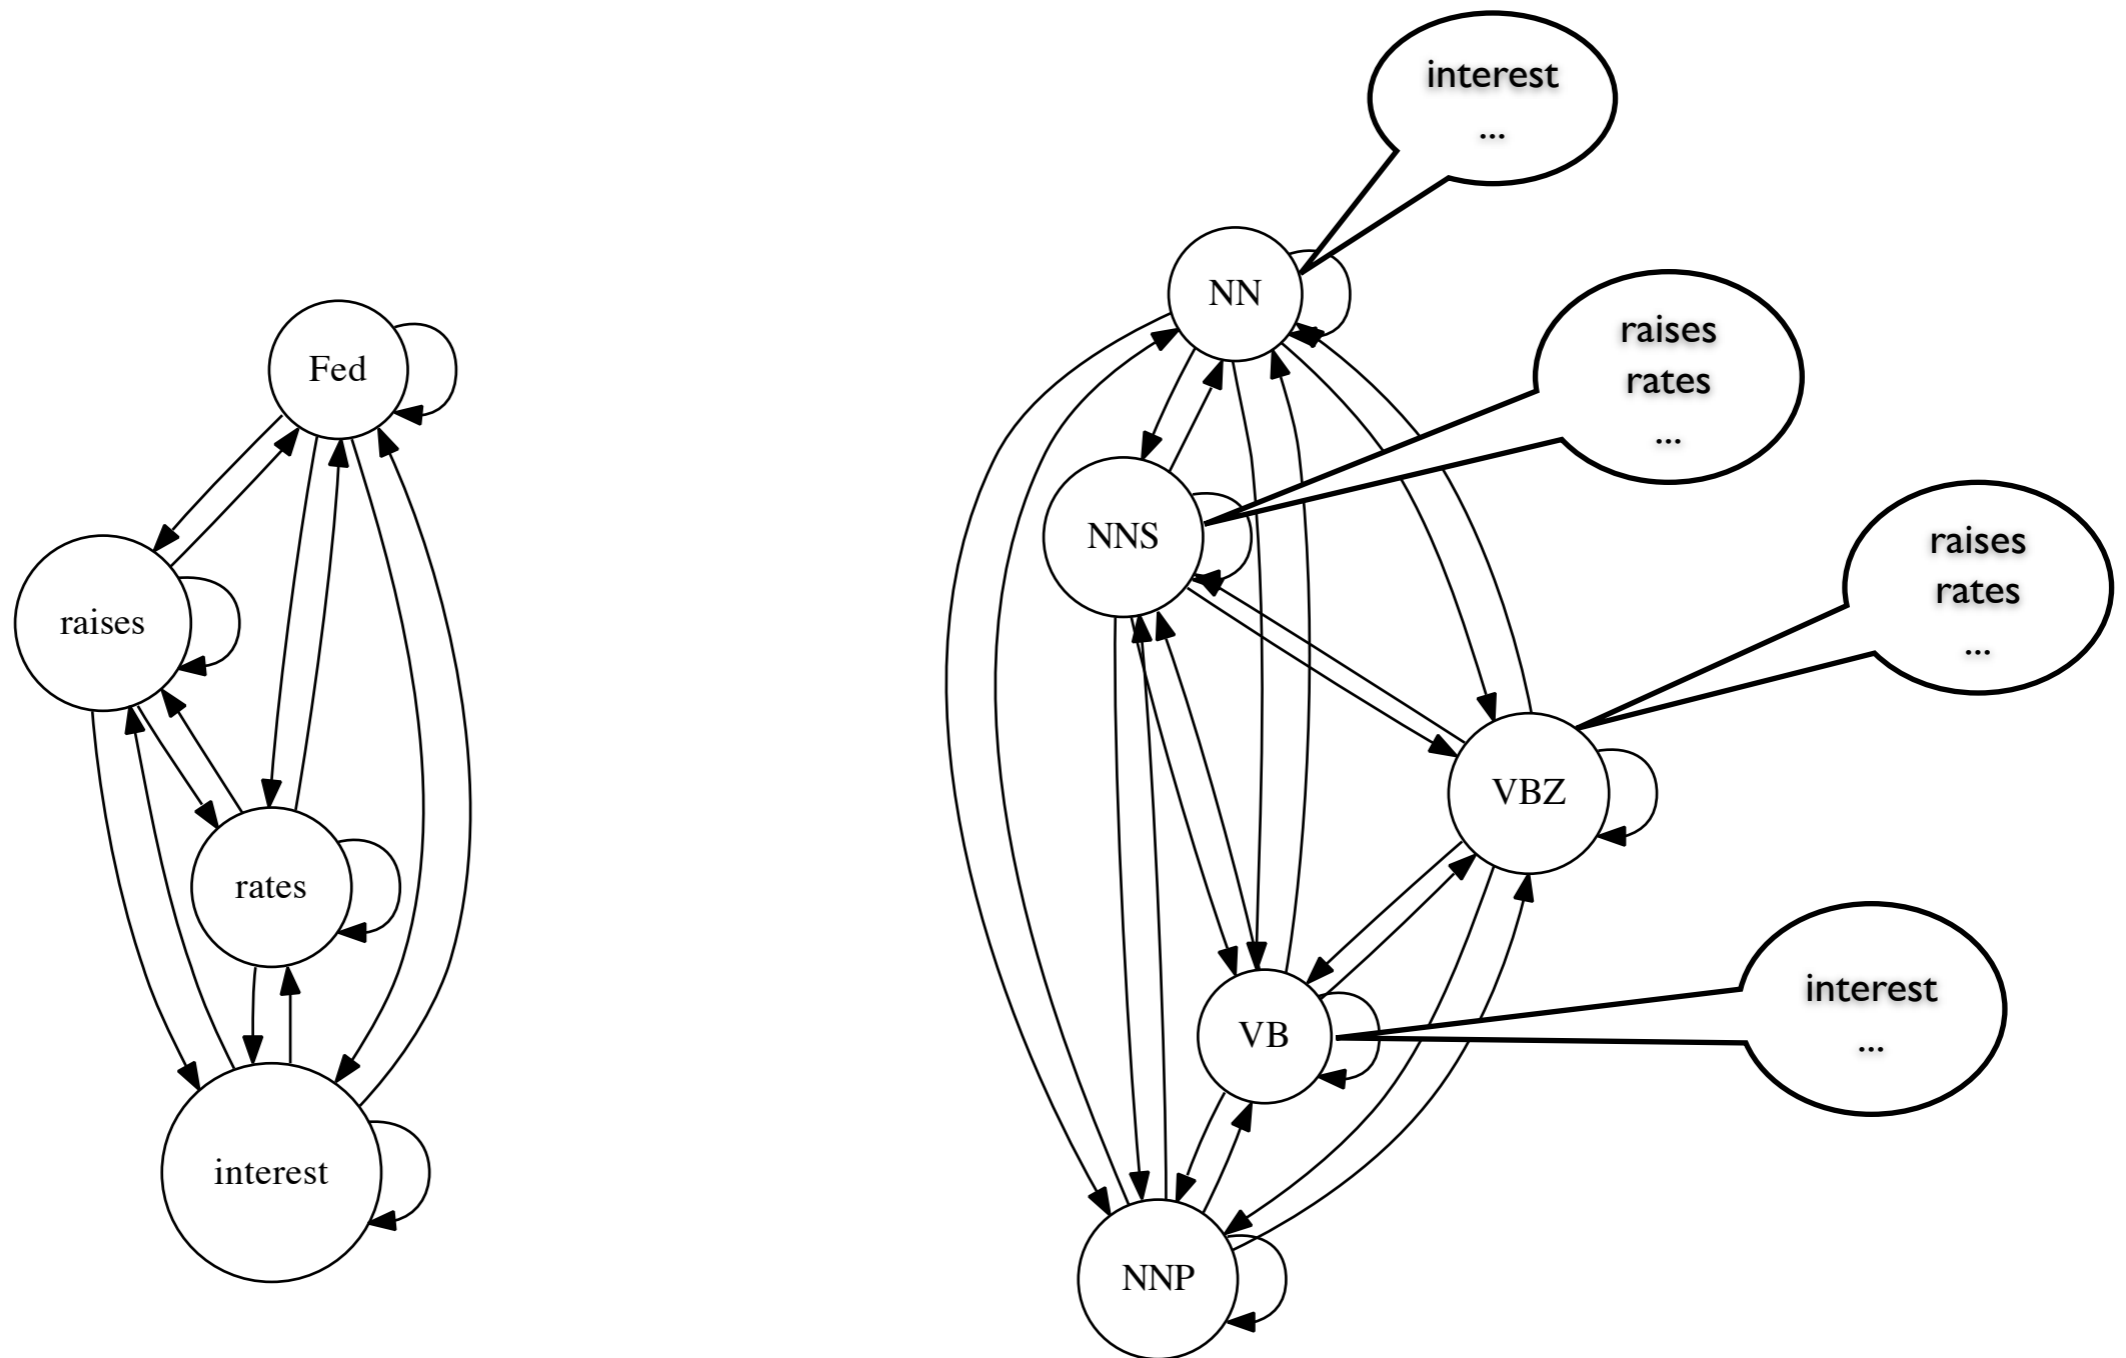 Fed
raises
rates
interest
interest
...
NN
raises
rates
...
NNS
raises
rates
...
VBZ
interest
...
VB
NNP